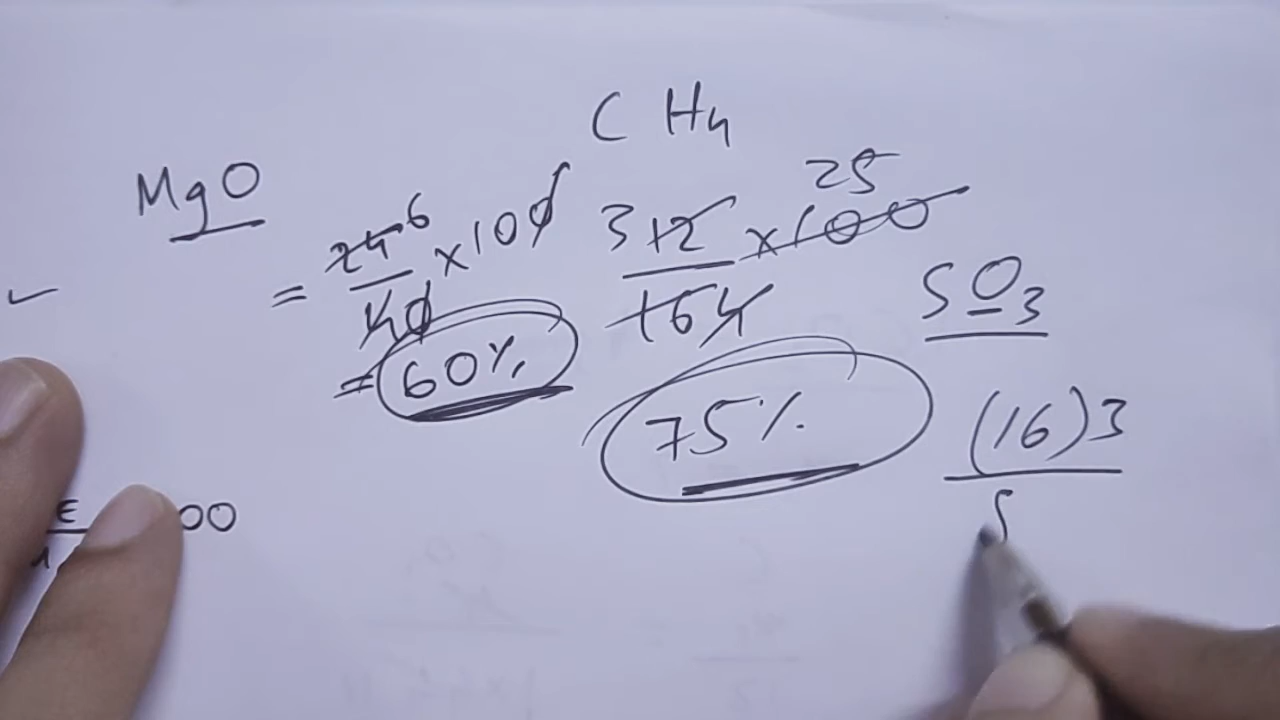 C H4
MgO
= 24 6 / 40 × 100
= 60%
3 12 / 16 4 × 100 25
75%
SO3
(16)3
S
00